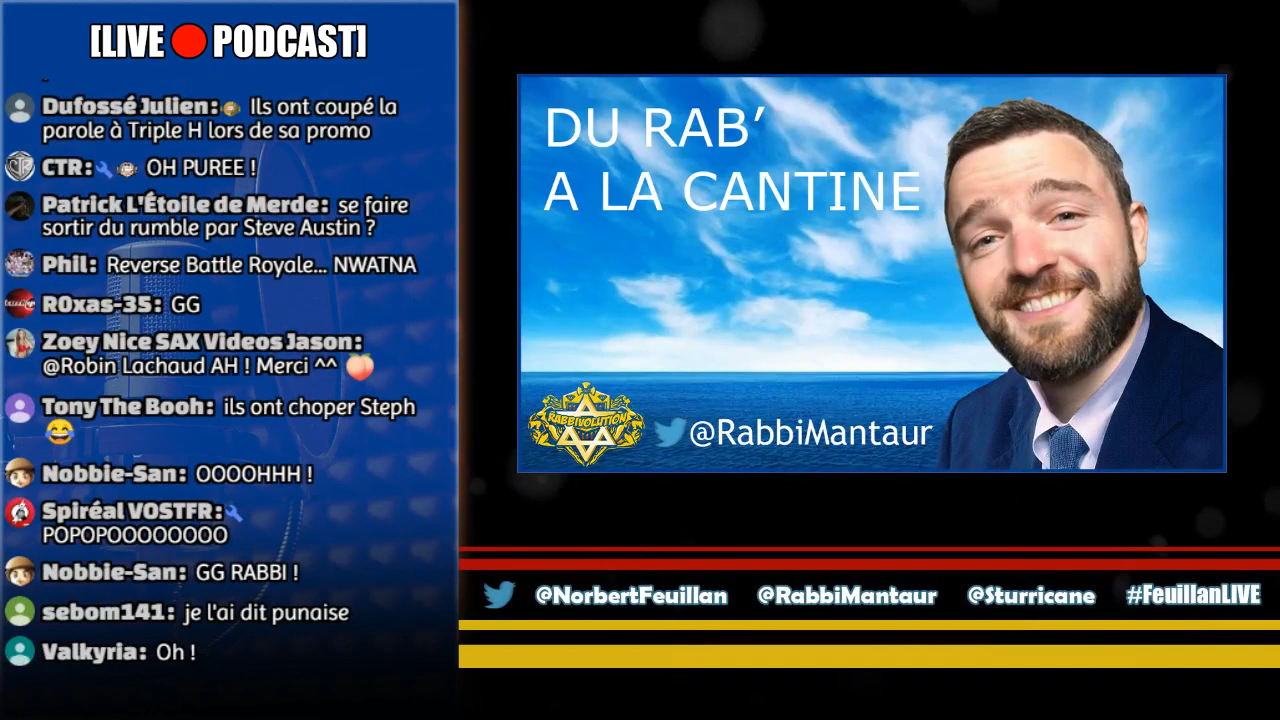 [LIVE PODCAST]
Dufossé Julien: Ils ont coupé la
parole à Triple H lors de sa promo
CTR: OH PUREE !
Patrick L'Étoile de Merde: se faire
sortir du rumble par Steve Austin ?
Phil: Reverse Battle Royale... NWATNA
R0xas-35: GG
Zoey Nice SAX Videos Jason:
@Robin Lachaud AH ! Merci ^^ 🍑
Tony The Booh: ils ont choper Steph
😂
Nobbie-San: OOOOHHH !
Spiréal VOSTFR:
POPOPOOOOOOOO
Nobbie-San: GG RABBI !
sebom141: je l'ai dit punaise
Valkyria: Oh !
DU RAB’
A LA CANTINE
RABBIVOLUTION
@RabbiMantaur
@NorbertFeuillan @RabbiMantaur @Sturricane #FeuillanLIVE